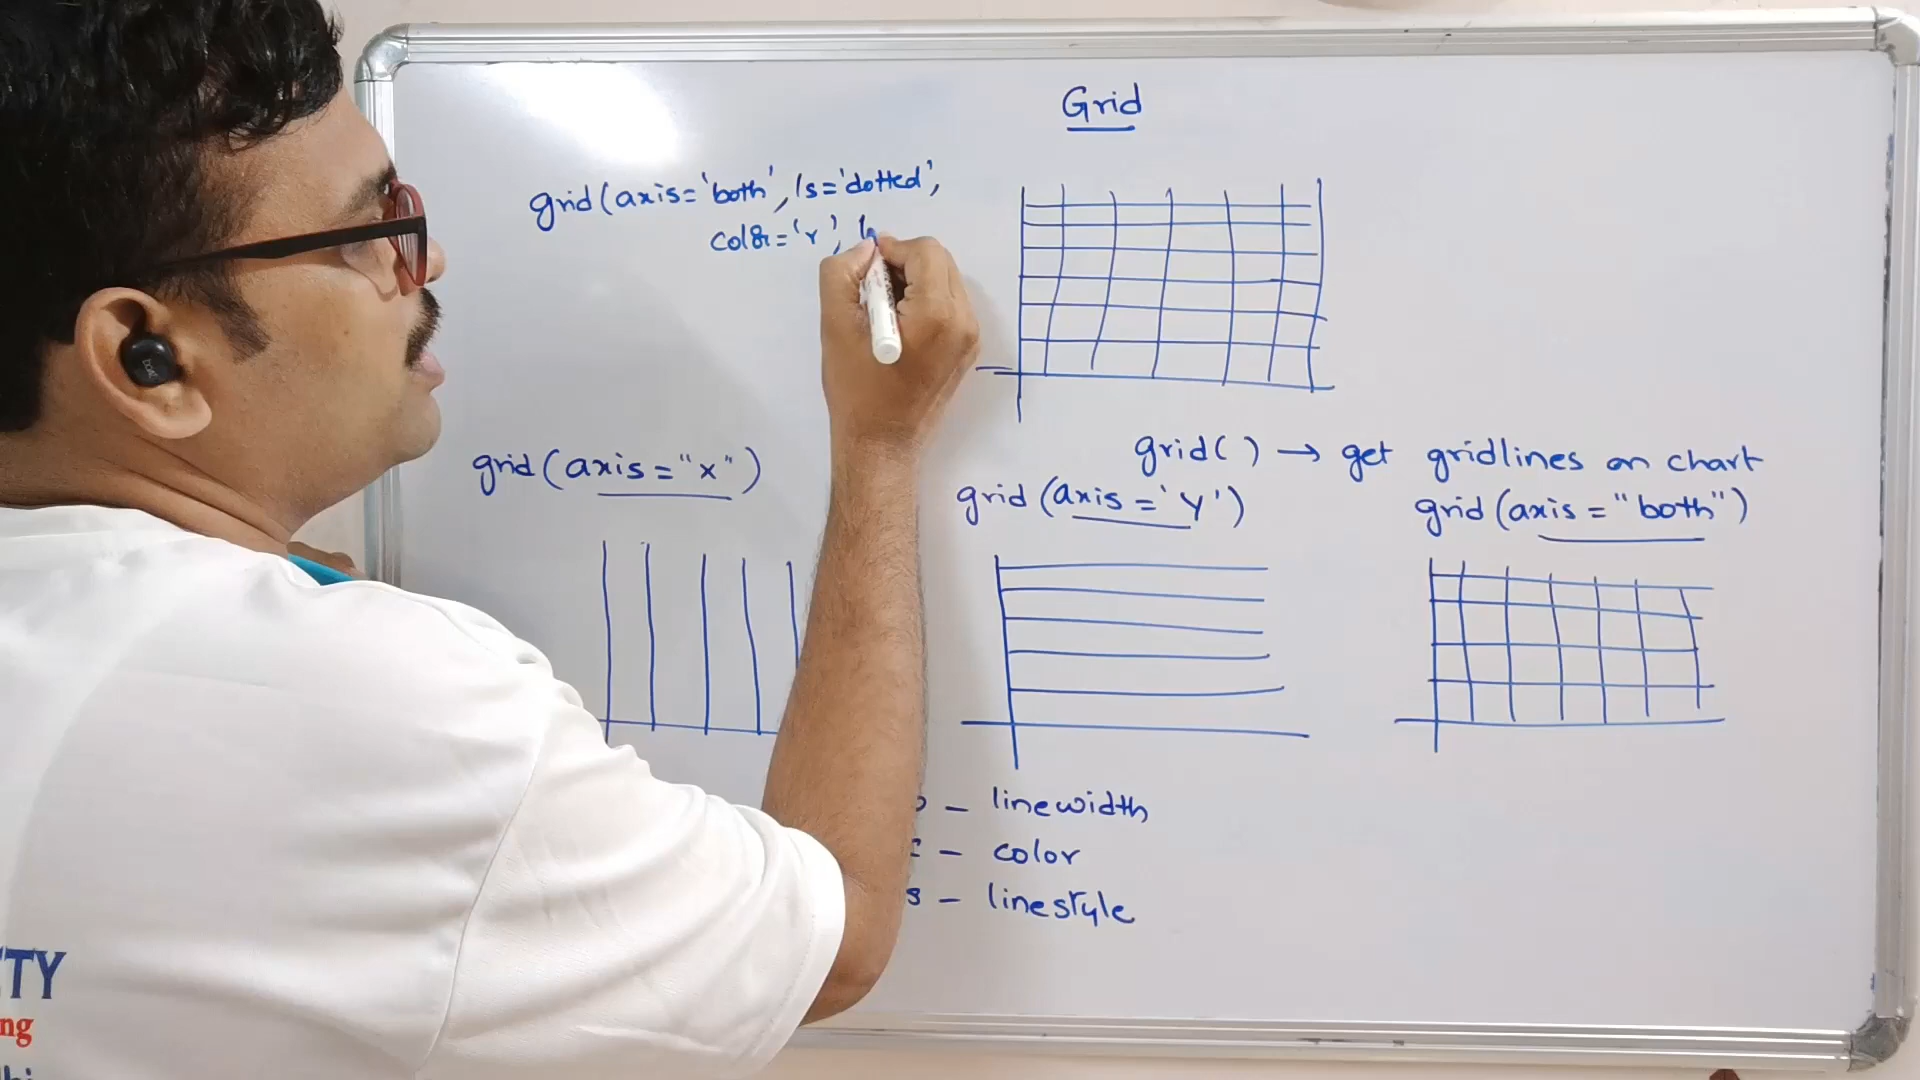 Grid
grid(axis='both', ls='dotted',
color='r',
grid( ) → get gridlines on chart
grid(axis="x")
grid(axis='Y')
grid(axis="both")
– linewidth
– color
s – linestyle
TY
ng